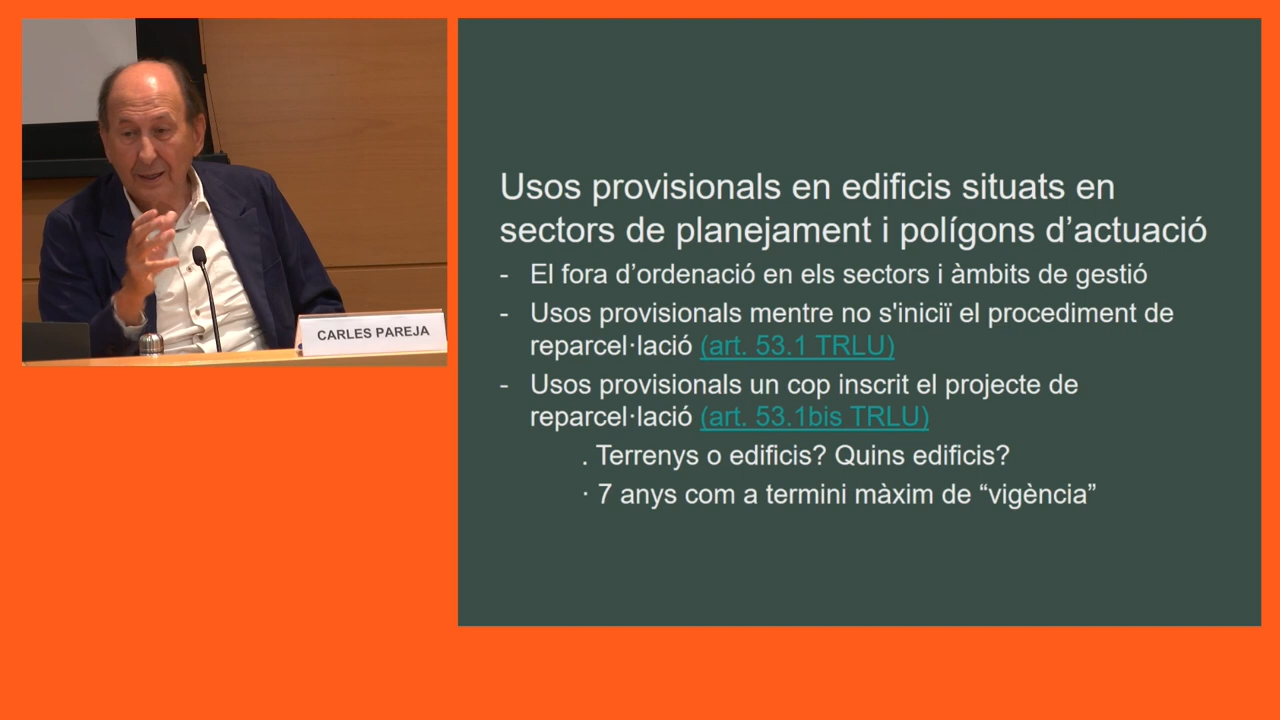 CARLES PAREJA
Usos provisionals en edificis situats en
sectors de planejament i polígons d’actuació
- El fora d’ordenació en els sectors i àmbits de gestió
- Usos provisionals mentre no s'iniciï el procediment de
reparcel·lació (art. 53.1 TRLU)
- Usos provisionals un cop inscrit el projecte de
reparcel·lació (art. 53.1bis TRLU)
. Terrenys o edificis? Quins edificis?
· 7 anys com a termini màxim de “vigència”